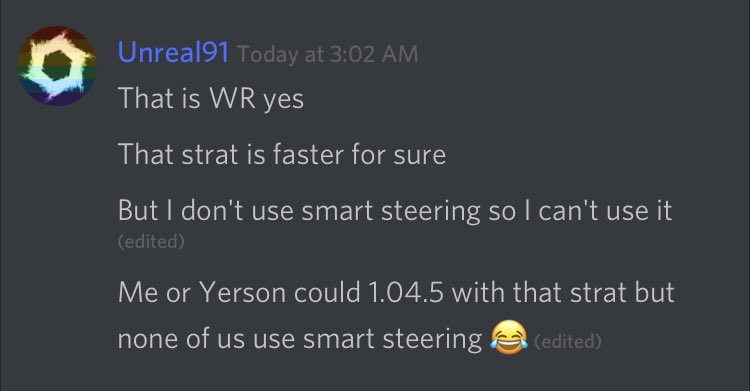 Unreal91 Today at 3:02 AM
That is WR yes
That strat is faster for sure
But I don't use smart steering so I can't use it
(edited)
Me or Yerson could 1.04.5 with that strat but
none of us use smart steering 😂 (edited)